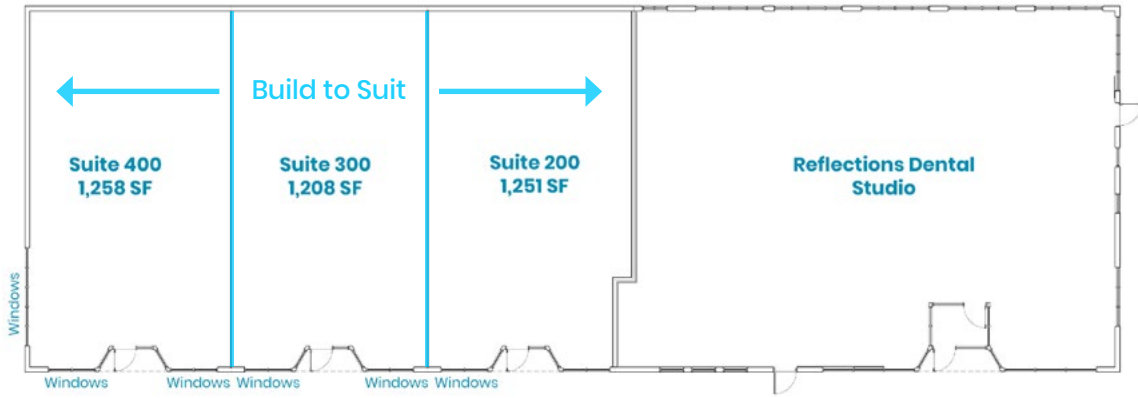 Build to Suit
Suite 400
1,258 SF
Suite 300
1,208 SF
Suite 200
1,251 SF
Reflections Dental
Studio
Windows
Windows
Windows
Windows
Windows
Windows